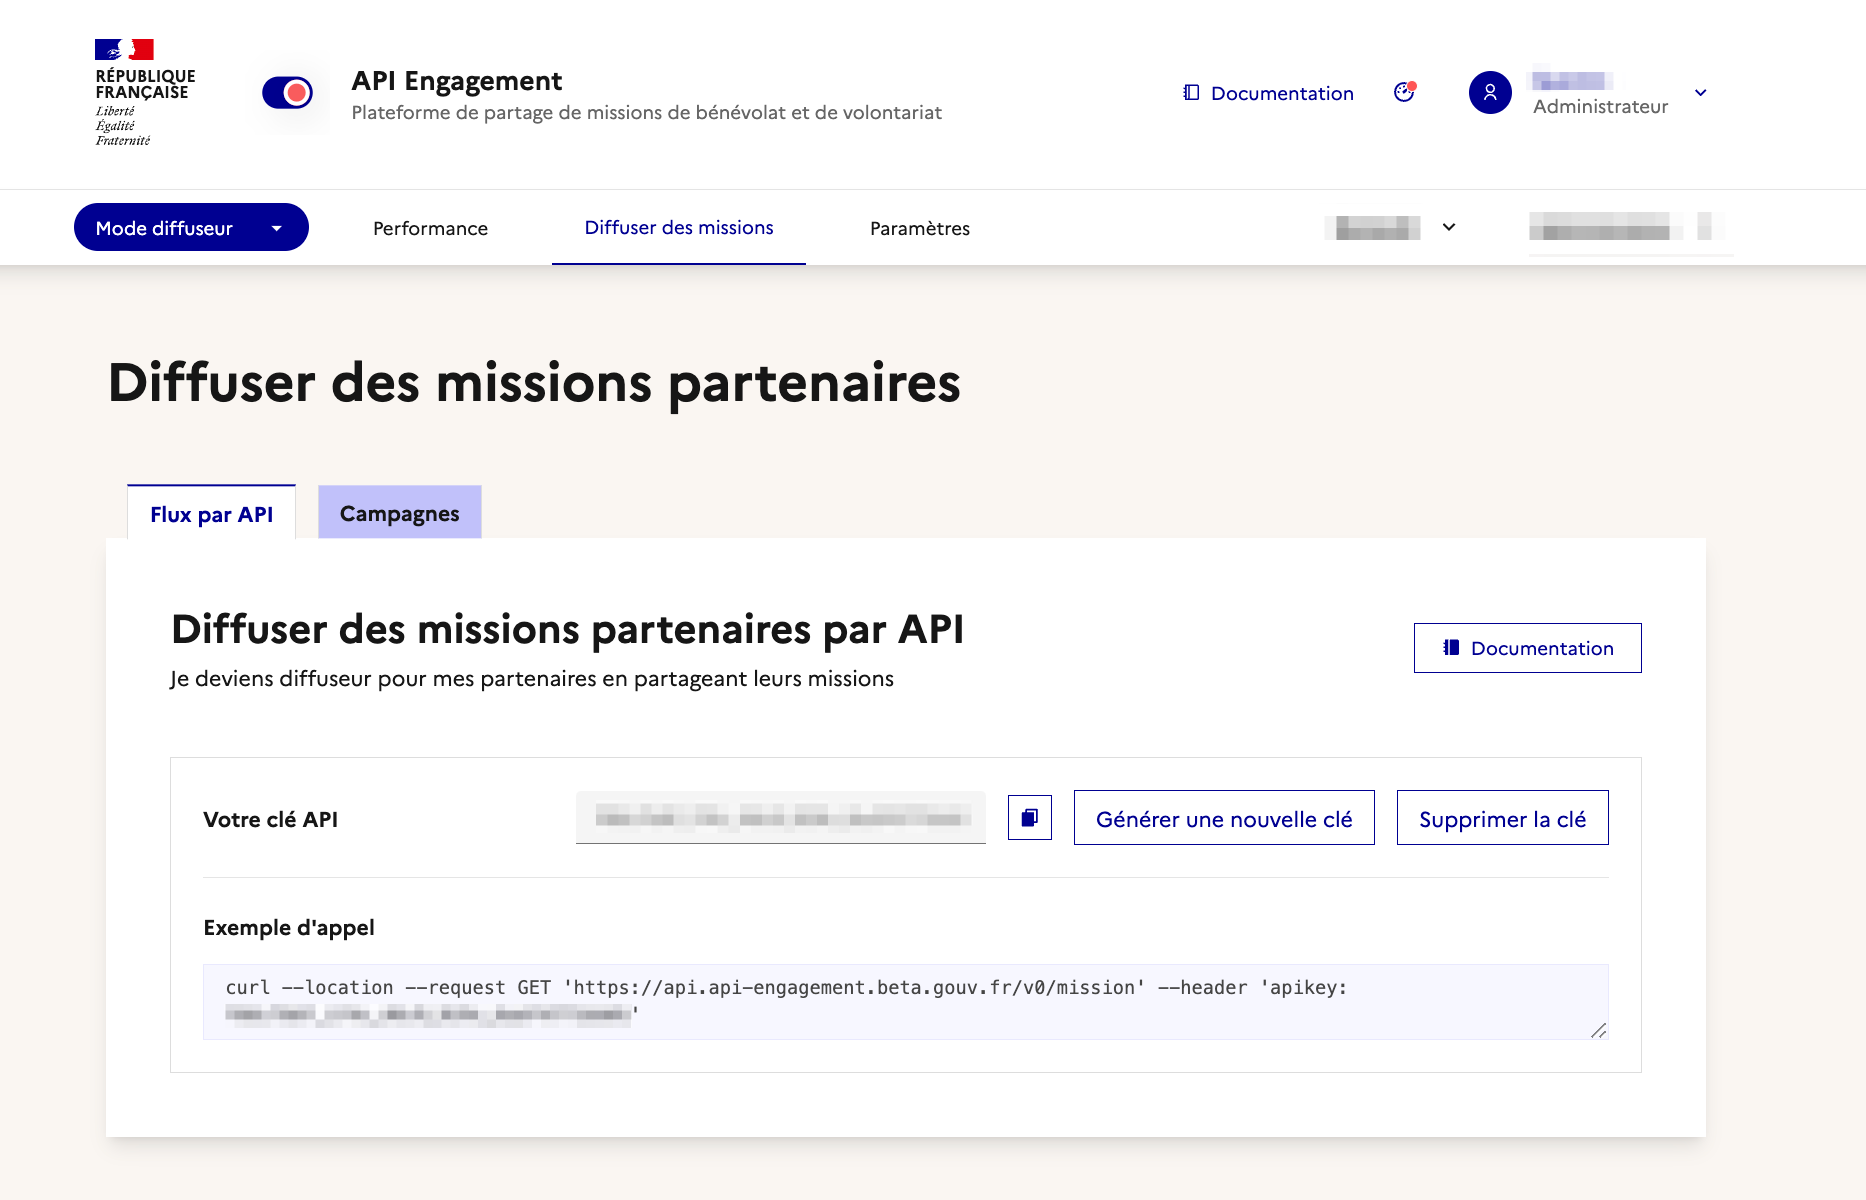 RÉPUBLIQUE
FRANÇAISE
Liberté
Égalité
Fraternité
API Engagement
Plateforme de partage de missions de bénévolat et de volontariat
Documentation
Administrateur
Mode diffuseur
Performance
Diffuser des missions
Paramètres
Diffuser des missions partenaires
Flux par API
Campagnes
Diffuser des missions partenaires par API
Je deviens diffuseur pour mes partenaires en partageant leurs missions
Documentation
Votre clé API
Générer une nouvelle clé
Supprimer la clé
Exemple d'appel
curl --location --request GET 'https://api.api-engagement.beta.gouv.fr/v0/mission' --header 'apikey:
'